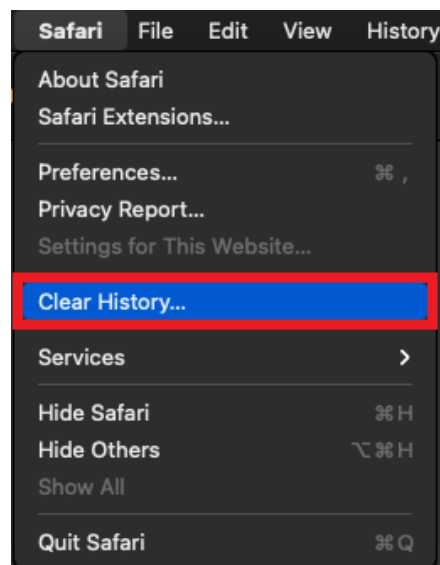 Safari File Edit View History
About Safari
Safari Extensions...
Preferences... ⌘ ,
Privacy Report...
Settings for This Website...
Clear History...
Services
Hide Safari ⌘ H
Hide Others ⌥ ⌘ H
Show All
Quit Safari ⌘ Q